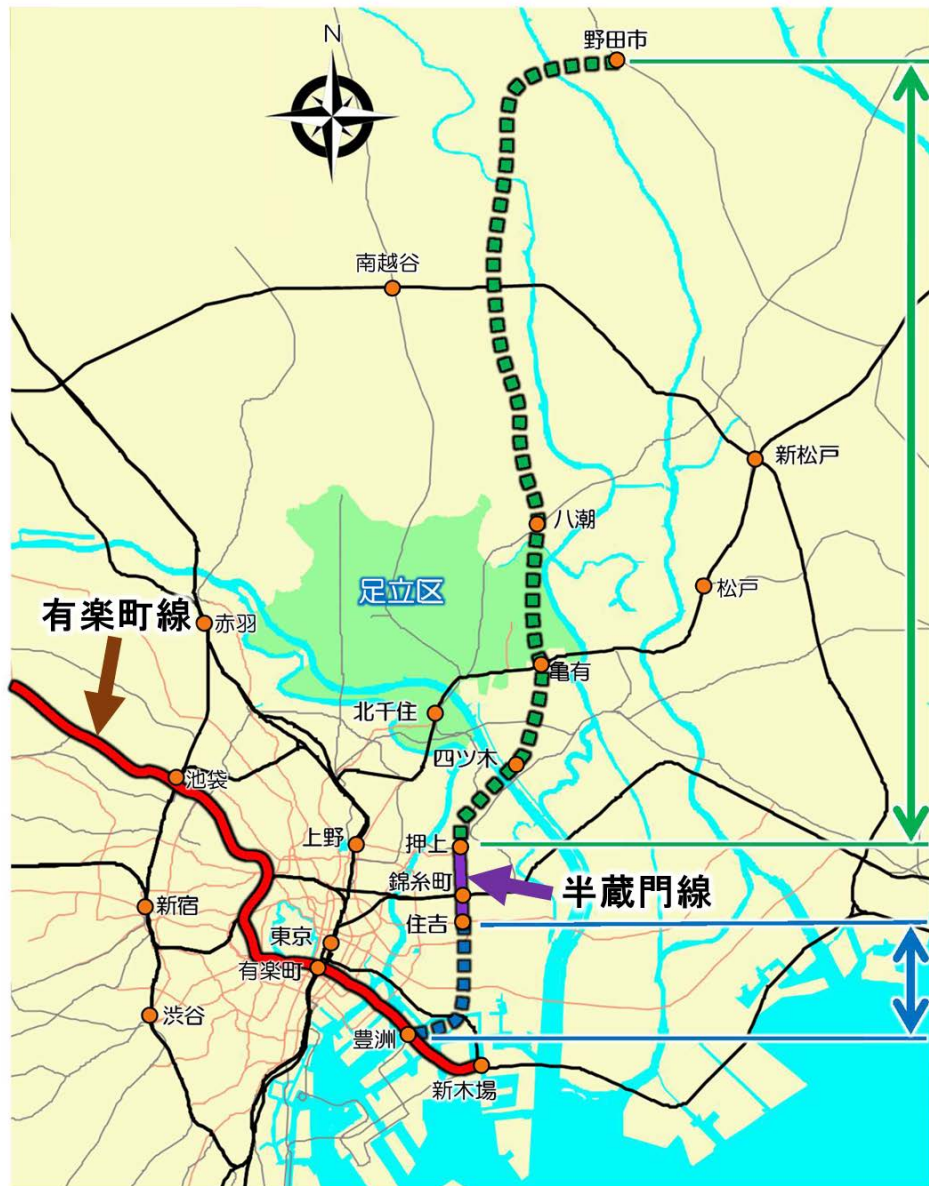 野田市
N
南越谷
新松戸
八潮
足立区
松戸
有楽町線
赤羽
亀有
北千住
四ツ木
池袋
上野
押上
錦糸町
半蔵門線
新宿
住吉
東京
有楽町
渋谷
豊洲
新木場